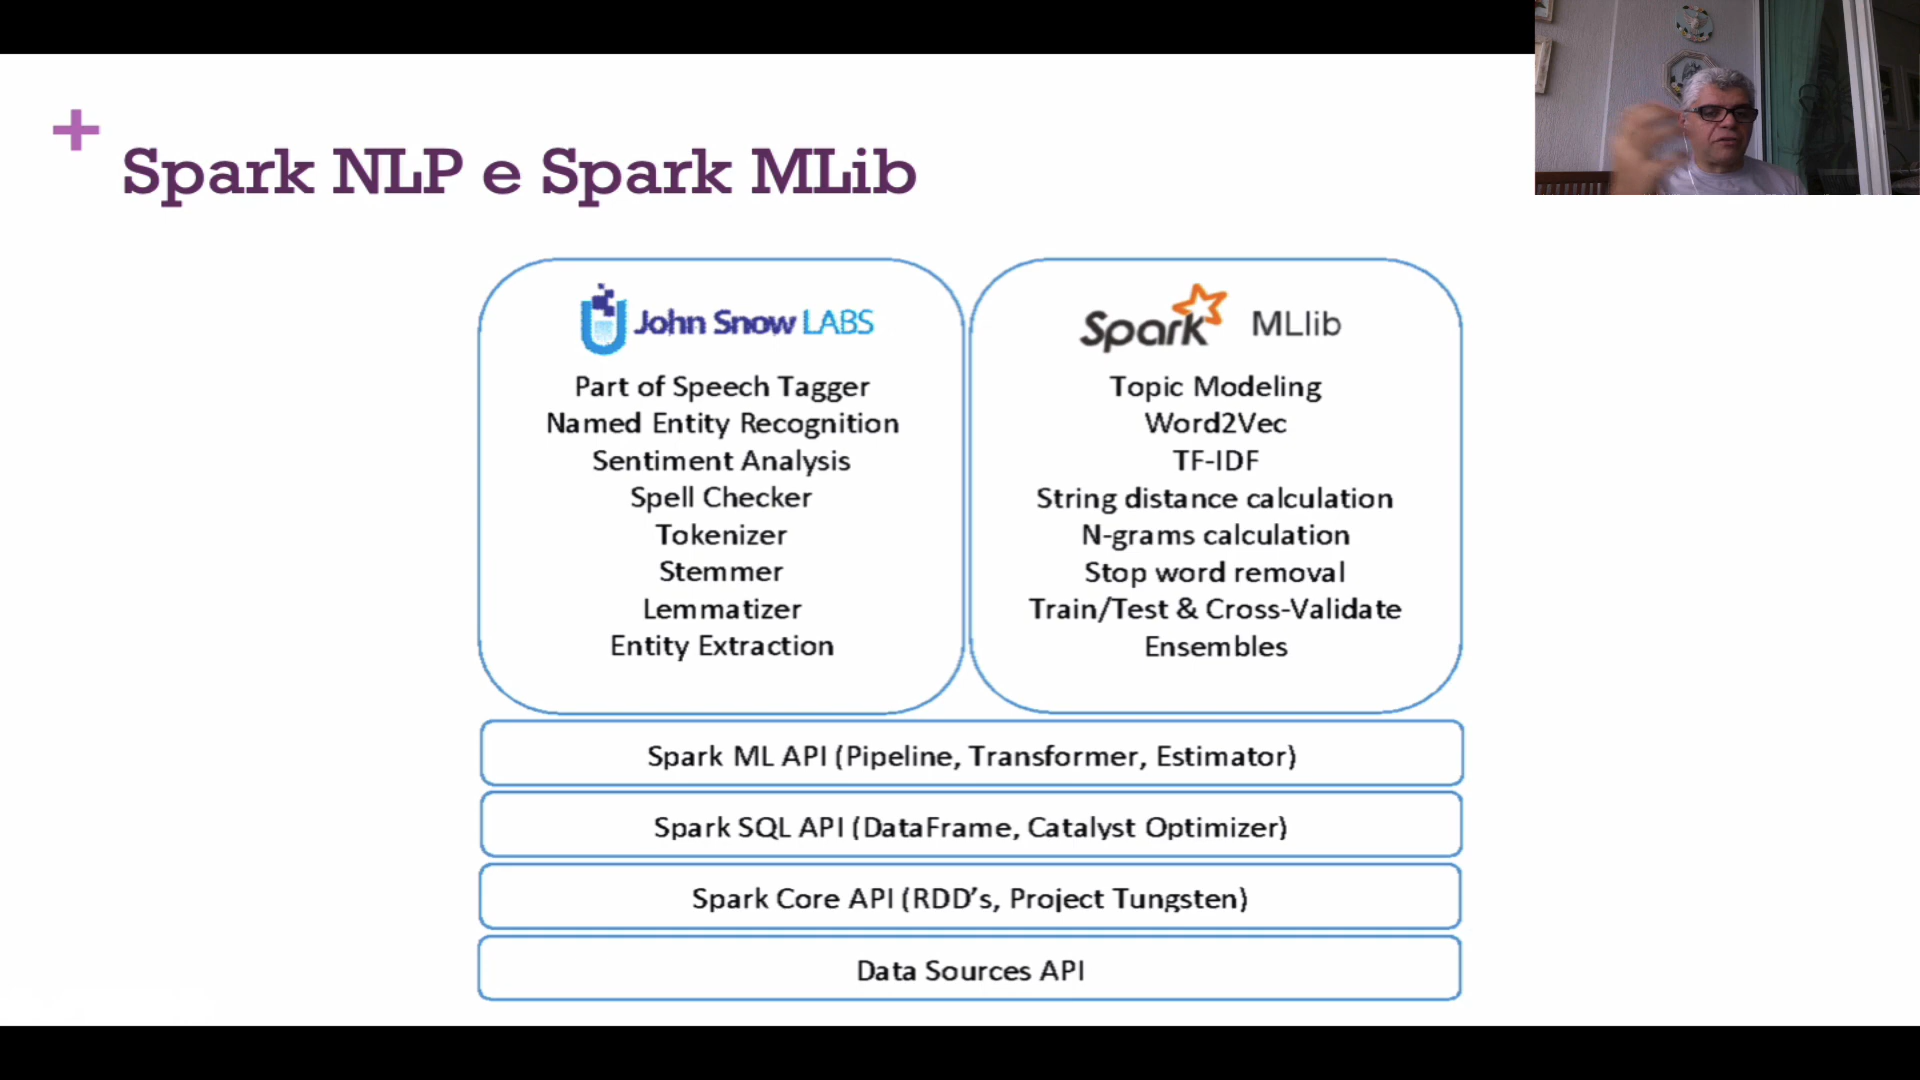 +
Spark NLP e Spark MLib
John Snow LABS
Part of Speech Tagger
Named Entity Recognition
Sentiment Analysis
Spell Checker
Tokenizer
Stemmer
Lemmatizer
Entity Extraction
Spark MLlib
Topic Modeling
Word2Vec
TF-IDF
String distance calculation
N-grams calculation
Stop word removal
Train/Test & Cross-Validate
Ensembles
Spark ML API (Pipeline, Transformer, Estimator)
Spark SQL API (DataFrame, Catalyst Optimizer)
Spark Core API (RDD’s, Project Tungsten)
Data Sources API